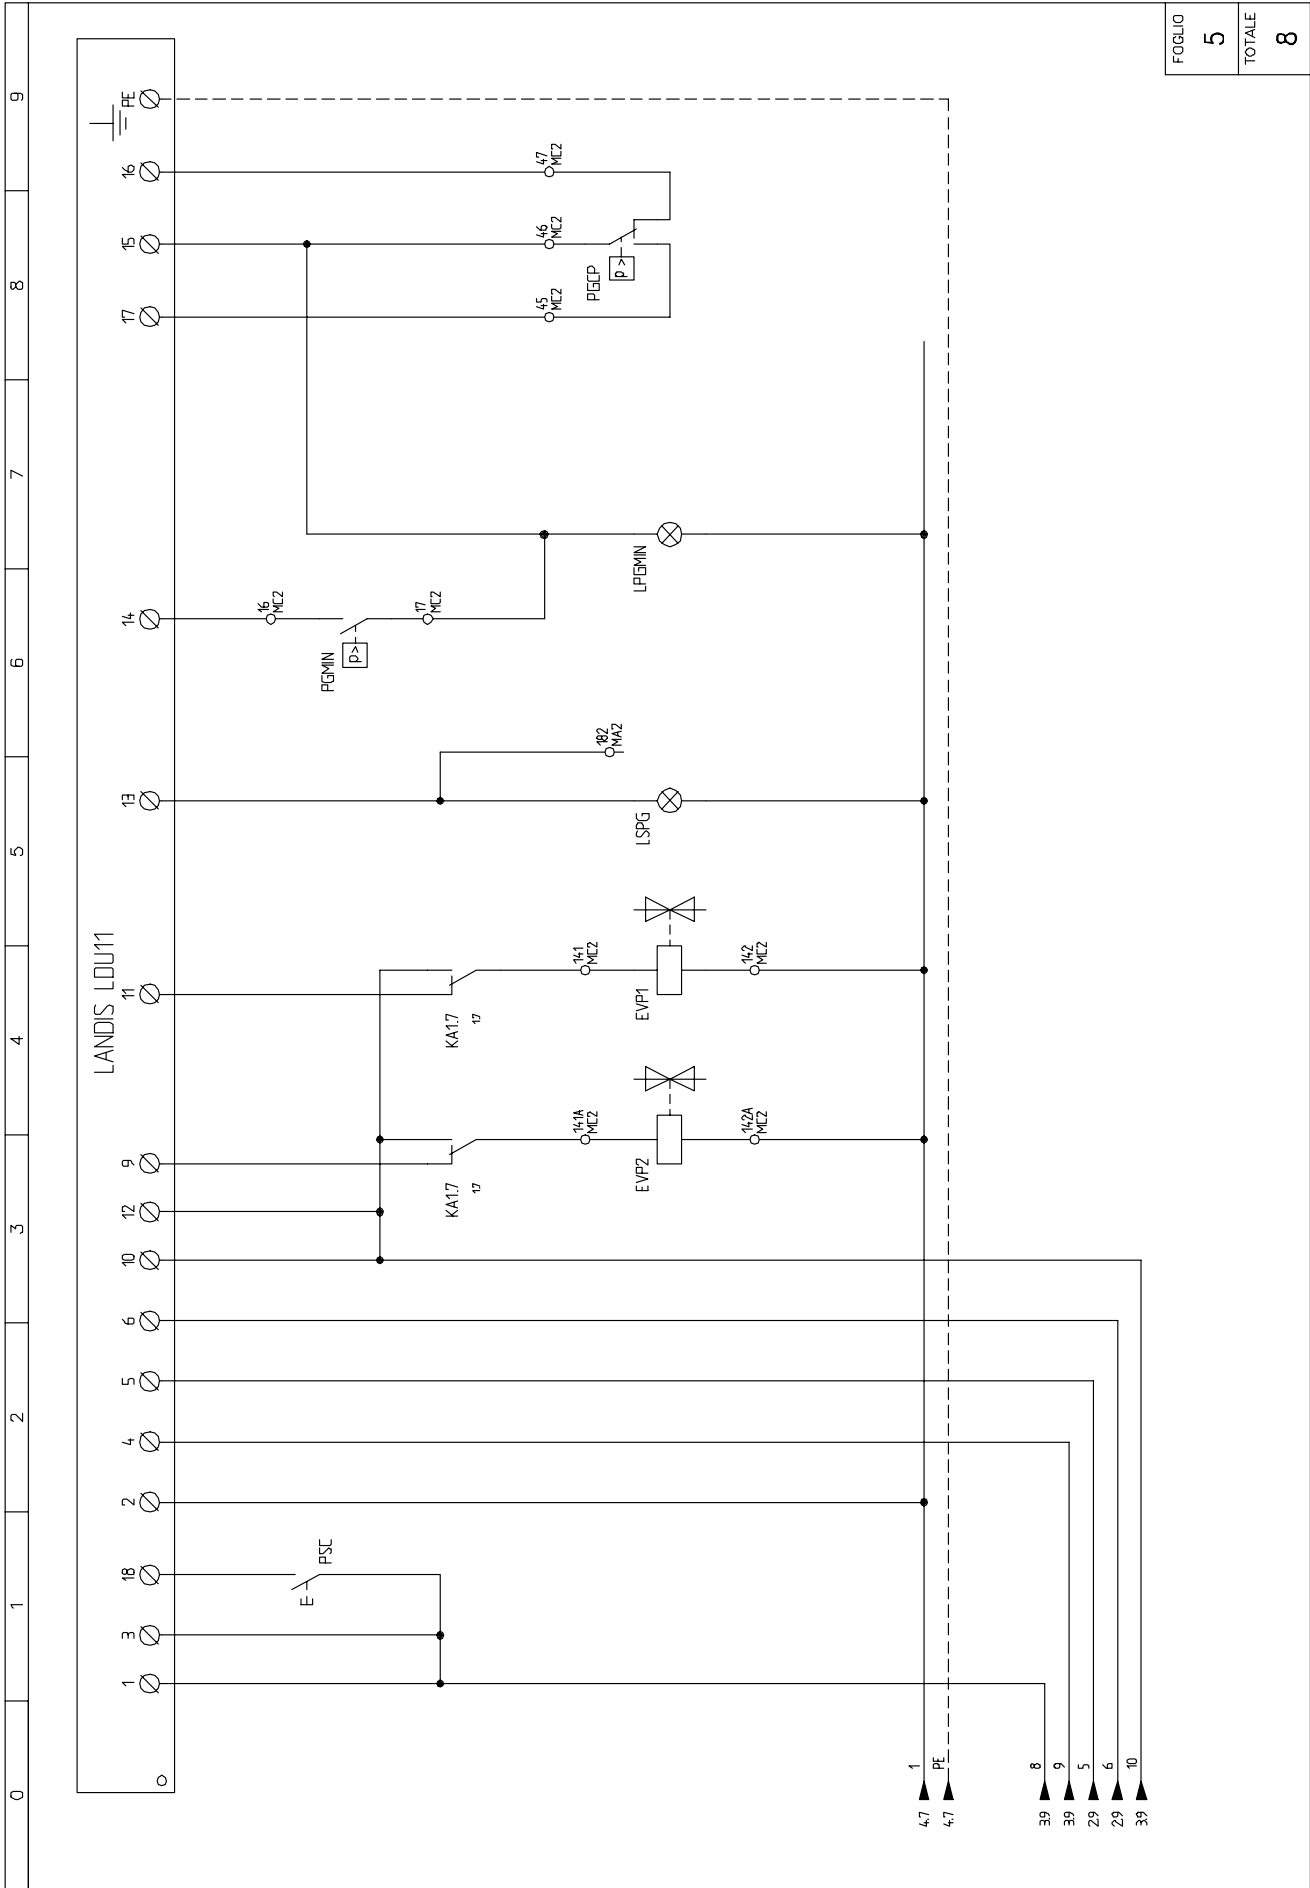 0 1 2 3 4 5 6 7 8 9
LANDIS LDU11
1 3 18 2 4 5 6 10 12 9 11 13 14 17 15 16 PE
PSC
E
KA1.7
17
KA1.7
17
141A
MC2
141
MC2
EVP2
EVP1
142A
MC2
142
MC2
182
MA2
LSPG
16
MC2
PGMIN
p>
17
MC2
LPGMIN
45
MC2
46
MC2
47
MC2
PGCP
p >
4.7 1
4.7 PE
3.9 8
3.9 9
2.9 5
2.9 6
3.9 10
FOGLIO
5
TOTALE
8